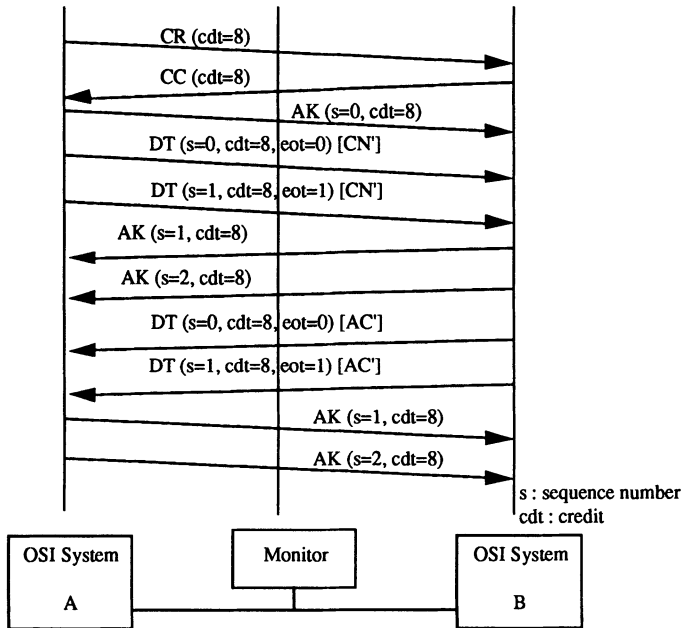 CR (cdt=8)
CC (cdt=8)
AK (s=0, cdt=8)
DT (s=0, cdt=8, eot=0) [CN']
DT (s=1, cdt=8, eot=1) [CN']
AK (s=1, cdt=8)
AK (s=2, cdt=8)
DT (s=0, cdt=8, eot=0) [AC']
DT (s=1, cdt=8, eot=1) [AC']
AK (s=1, cdt=8)
AK (s=2, cdt=8)
s : sequence number
cdt : credit
OSI System
A
Monitor
OSI System
B